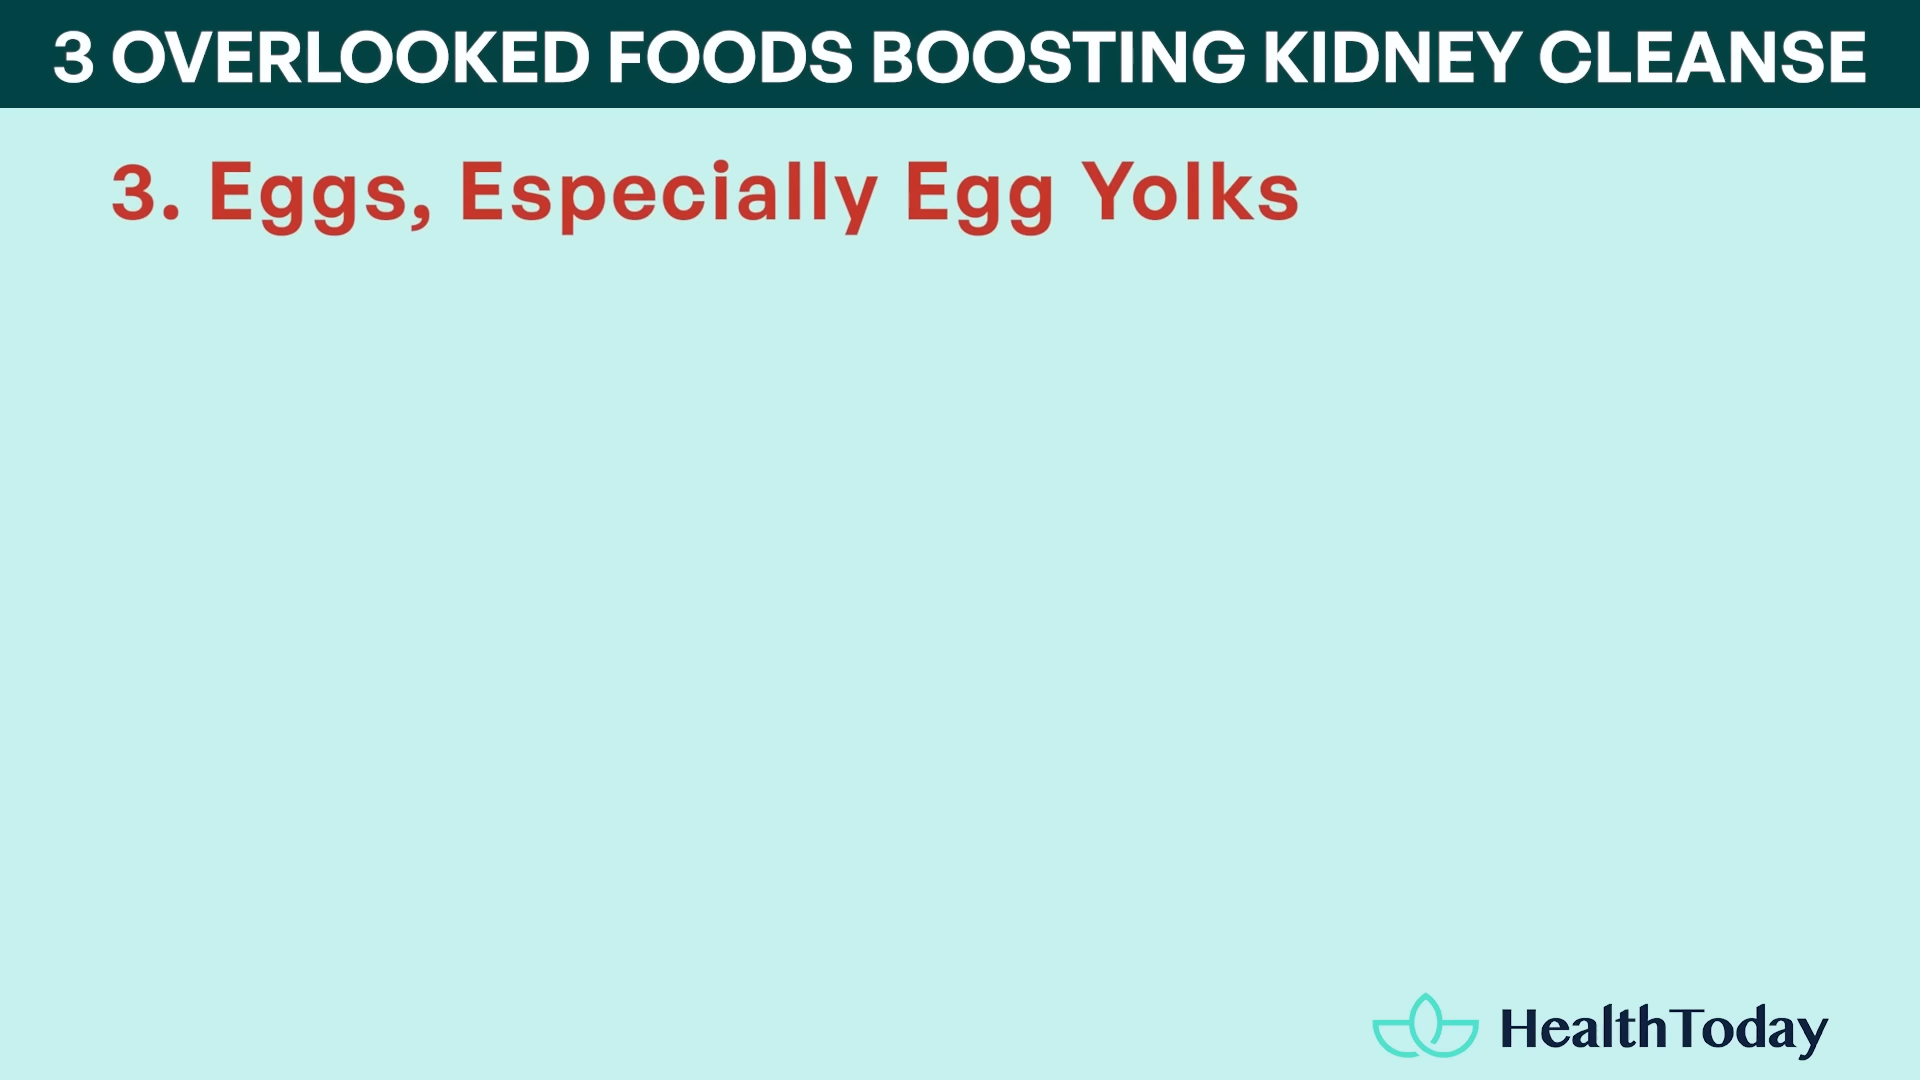 3 OVERLOOKED FOODS BOOSTING KIDNEY CLEANSE
3. Eggs, Especially Egg Yolks
HealthToday